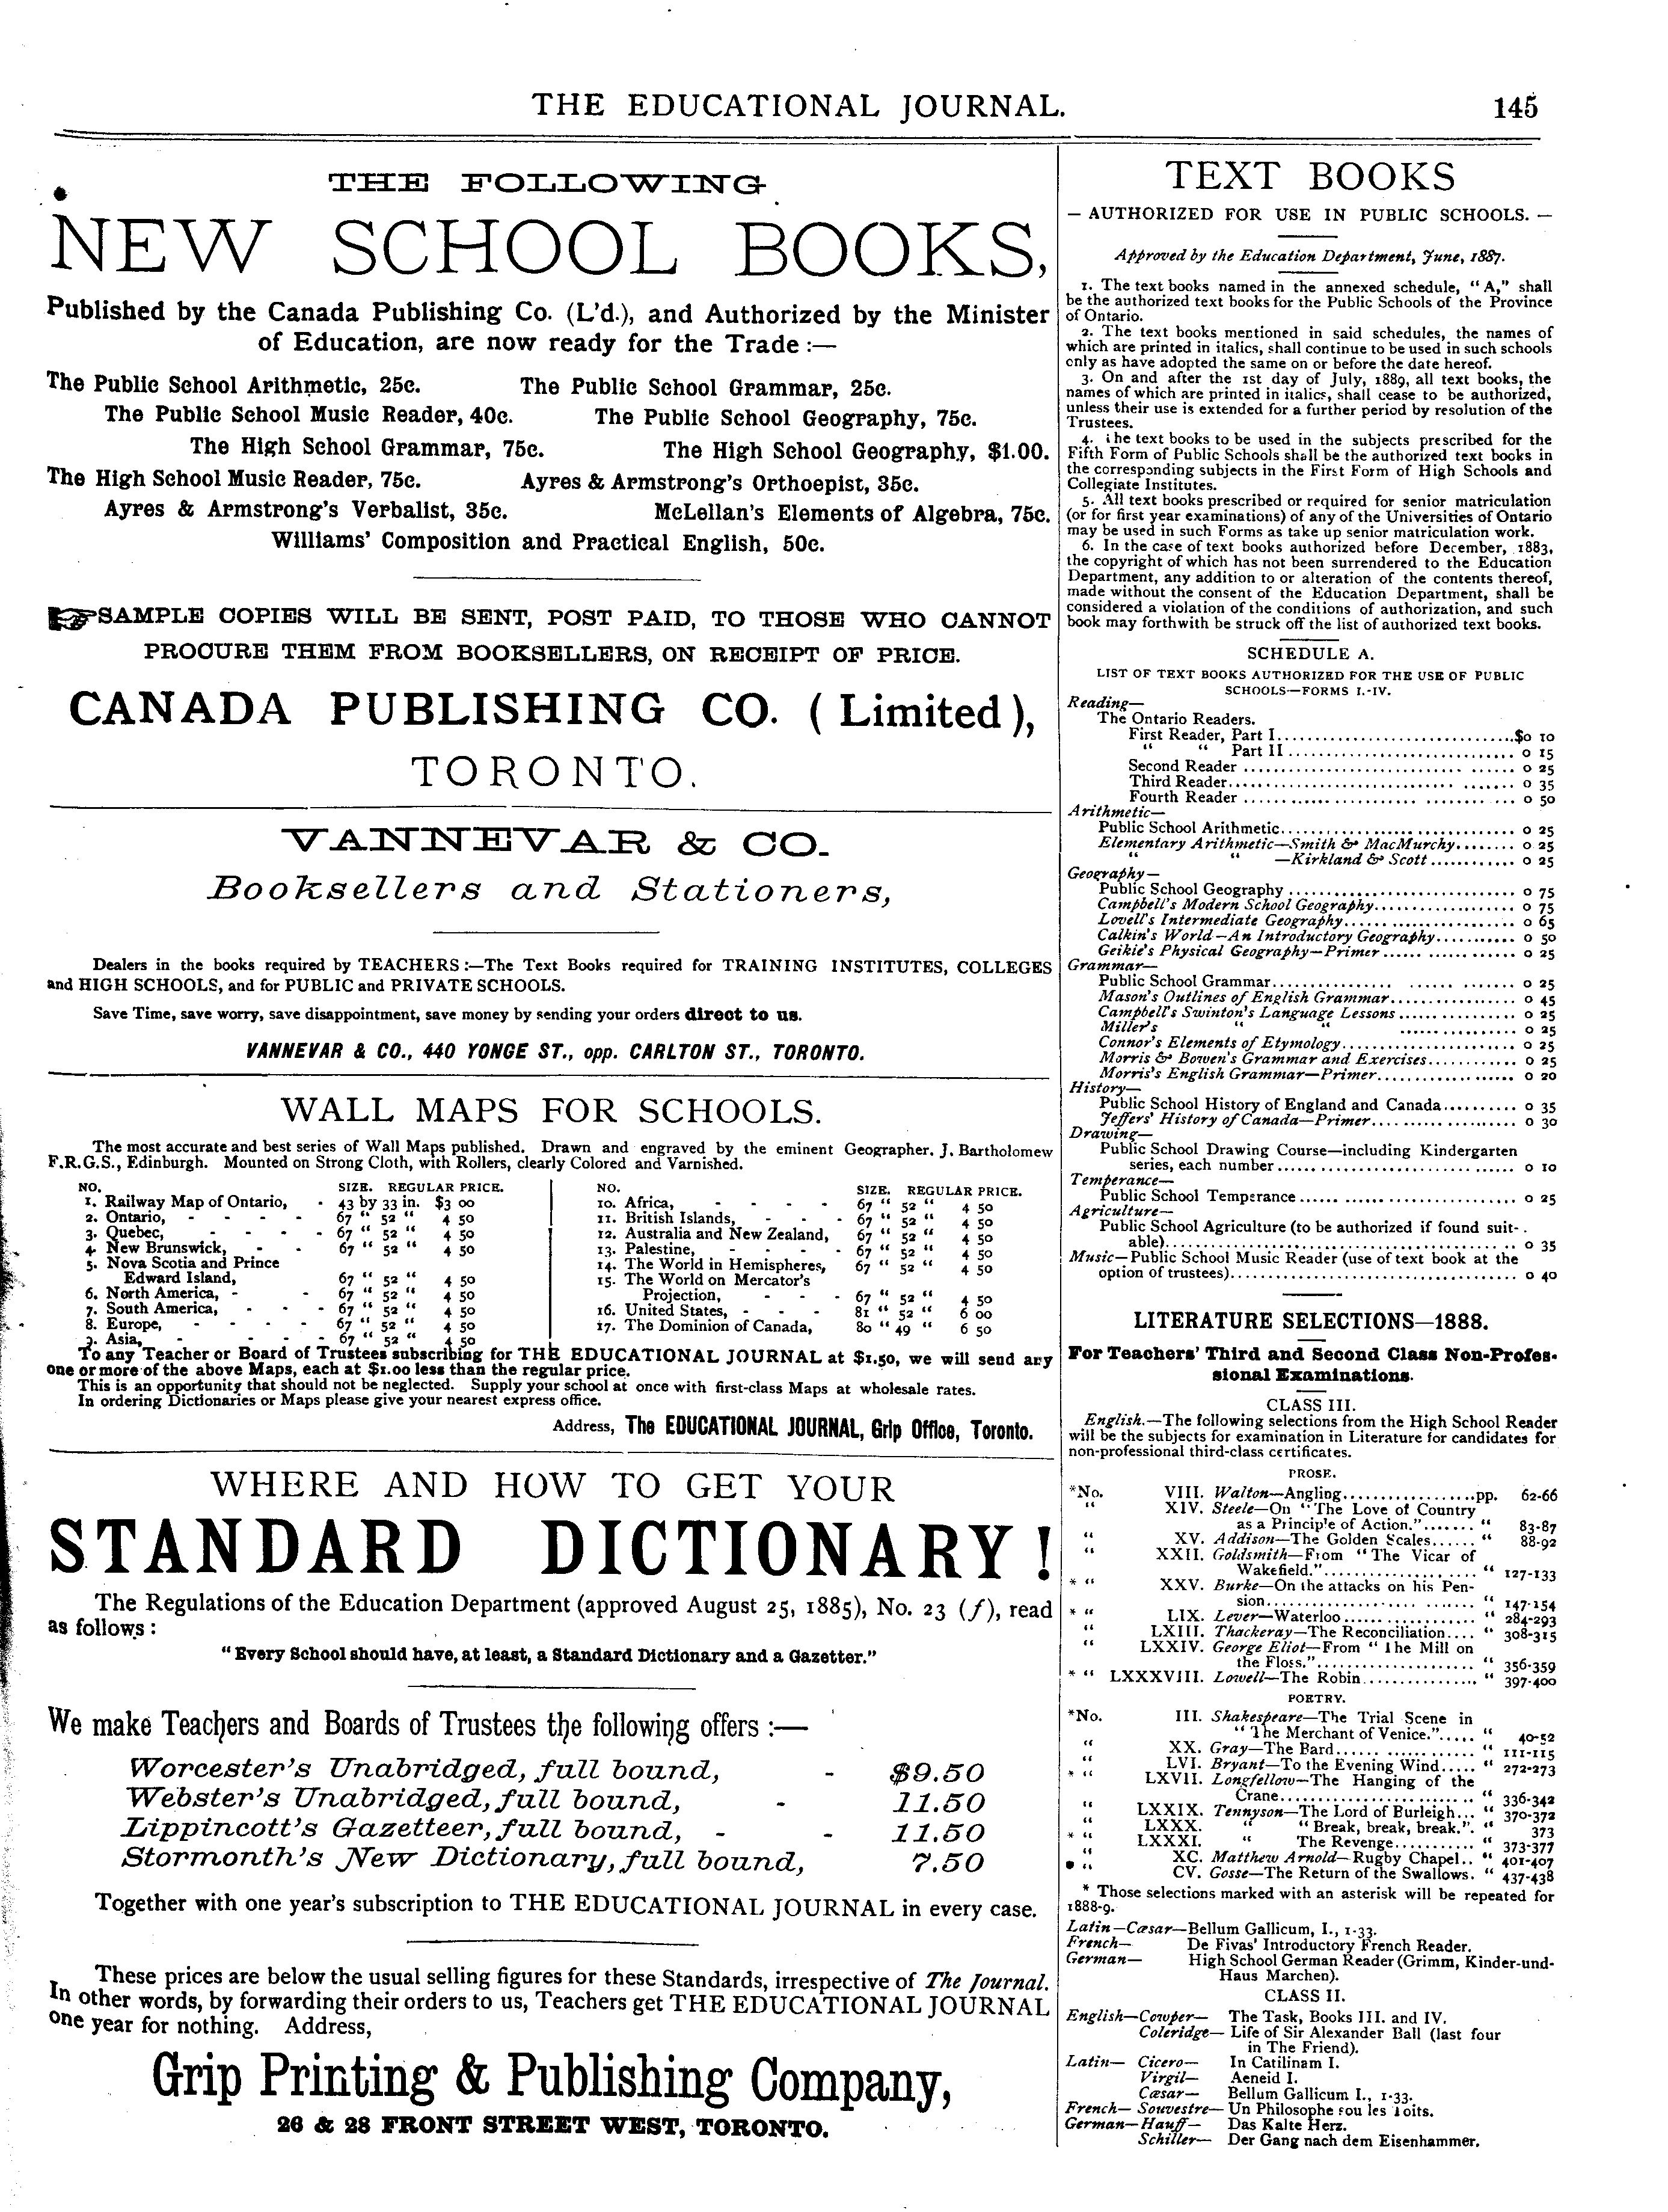 THE EDUCATIONAL JOURNAL.
145
THE FOLLOWING
NEW SCHOOL BOOKS,
Published by the Canada Publishing Co. (L'd.), and Authorized by the Minister
of Education, are now ready for the Trade :—
The Public School Arithmetic, 25c. The Public School Grammar, 25c.
The Public School Music Reader, 40c. The Public School Geography, 75c.
The High School Grammar, 75c. The High School Geography, $1.00.
The High School Music Reader, 75c. Ayres & Armstrong's Orthoepist, 35c.
Ayres & Armstrong's Verbalist, 35c. McLellan's Elements of Algebra, 75c.
Williams' Composition and Practical English, 50c.
SAMPLE COPIES WILL BE SENT, POST PAID, TO THOSE WHO CANNOT
PROCURE THEM FROM BOOKSELLERS, ON RECEIPT OF PRICE.
CANADA PUBLISHING CO. (Limited),
TORONTO.
VANNEVAR & CO.
Booksellers and Stationers,
Dealers in the books required by TEACHERS :—The Text Books required for TRAINING INSTITUTES, COLLEGES
and HIGH SCHOOLS, and for PUBLIC and PRIVATE SCHOOLS.
Save Time, save worry, save disappointment, save money by sending your orders direct to us.
VANNEVAR & CO., 440 YONGE ST., opp. CARLTON ST., TORONTO.
WALL MAPS FOR SCHOOLS.
The most accurate and best series of Wall Maps published. Drawn and engraved by the eminent Geographer. J. Bartholomew
F.R.G.S., Edinburgh. Mounted on Strong Cloth, with Rollers, clearly Colored and Varnished.
NO. SIZE. REGULAR PRICE.
1. Railway Map of Ontario, - 43 by 33 in. $3 00
2. Ontario, - - - - 67 " 52 " 4 50
3. Quebec, - - - - 67 " 52 " 4 50
4. New Brunswick, - - 67 " 52 " 4 50
5. Nova Scotia and Prince
Edward Island, 67 " 52 " 4 50
6. North America, - - 67 " 52 " 4 50
7. South America, - - - 67 " 52 " 4 50
8. Europe, - - - - 67 " 52 " 4 50
9. Asia, - - - - 67 " 52 " 4 50
NO. SIZE. REGULAR PRICE.
10. Africa, - - - - 67 " 52 " 4 50
11. British Islands, - - - 67 " 52 " 4 50
12. Australia and New Zealand, 67 " 52 " 4 50
13. Palestine, - - - - 67 " 52 " 4 50
14. The World in Hemispheres, 67 " 52 " 4 50
15. The World on Mercator's
Projection, - - - 67 " 52 " 4 50
16. United States, - - - 81 " 52 " 6 00
17. The Dominion of Canada, 80 " 49 " 6 50
To any Teacher or Board of Trustees subscribing for THE EDUCATIONAL JOURNAL at $1.50, we will send any
one or more of the above Maps, each at $1.00 less than the regular price.
This is an opportunity that should not be neglected. Supply your school at once with first-class Maps at wholesale rates.
In ordering Dictionaries or Maps please give your nearest express office.
Address, The EDUCATIONAL JOURNAL, Grip Office, Toronto.
WHERE AND HOW TO GET YOUR
STANDARD DICTIONARY!
The Regulations of the Education Department (approved August 25, 1885), No. 23 (f), read
as follows :
"Every School should have, at least, a Standard Dictionary and a Gazetter."
We make Teachers and Boards of Trustees the following offers :—
Worcester's Unabridged, full bound, - $9.50
Webster's Unabridged, full bound, - 11.50
Lippincott's Gazetteer, full bound, - - 11.50
Stormonth's New Dictionary, full bound, 7.50
Together with one year's subscription to THE EDUCATIONAL JOURNAL in every case.
These prices are below the usual selling figures for these Standards, irrespective of The Journal.
In other words, by forwarding their orders to us, Teachers get THE EDUCATIONAL JOURNAL
one year for nothing. Address,
Grip Printing & Publishing Company,
26 & 28 FRONT STREET WEST, TORONTO.
TEXT BOOKS
— AUTHORIZED FOR USE IN PUBLIC SCHOOLS. —
Approved by the Education Department, June, 1887.
1. The text books named in the annexed schedule, "A," shall
be the authorized text books for the Public Schools of the Province
of Ontario.
2. The text books mentioned in said schedules, the names of
which are printed in italics, shall continue to be used in such schools
only as have adopted the same on or before the date hereof.
3. On and after the 1st day of July, 1889, all text books, the
names of which are printed in italics, shall cease to be authorized,
unless their use is extended for a further period by resolution of the
Trustees.
4. The text books to be used in the subjects prescribed for the
Fifth Form of Public Schools shall be the authorized text books in
the corresponding subjects in the First Form of High Schools and
Collegiate Institutes.
5. All text books prescribed or required for senior matriculation
(or for first year examinations) of any of the Universities of Ontario
may be used in such Forms as take up senior matriculation work.
6. In the case of text books authorized before December, 1883,
the copyright of which has not been surrendered to the Education
Department, any addition to or alteration of the contents thereof,
made without the consent of the Education Department, shall be
considered a violation of the conditions of authorization, and such
book may forthwith be struck off the list of authorized text books.
SCHEDULE A.
LIST OF TEXT BOOKS AUTHORIZED FOR THE USE OF PUBLIC
SCHOOLS—FORMS I.-IV.
Reading—
The Ontario Readers.
First Reader, Part I........ $0 10
" " Part II........ 0 15
Second Reader ........ 0 25
Third Reader........ 0 35
Fourth Reader ........ 0 50
Arithmetic—
Public School Arithmetic........ 0 25
Elementary Arithmetic—Smith & MacMurchy........ 0 25
" " —Kirkland & Scott........ 0 25
Geography—
Public School Geography ........ 0 75
Campbell's Modern School Geography........ 0 75
Lovell's Intermediate Geography........ 0 65
Calkin's World—An Introductory Geography........ 0 50
Geikie's Physical Geography—Primer........ 0 25
Grammar—
Public School Grammar........ 0 25
Mason's Outlines of English Grammar........ 0 45
Campbell's Swinton's Language Lessons........ 0 25
Miller's " " ........ 0 25
Connor's Elements of Etymology........ 0 25
Morris & Bowen's Grammar and Exercises........ 0 25
Morris's English Grammar—Primer........ 0 20
History—
Public School History of England and Canada........ 0 35
Jeffers' History of Canada—Primer........ 0 30
Drawing—
Public School Drawing Course—including Kindergarten
series, each number........ 0 10
Temperance—
Public School Temperance........ 0 25
Agriculture—
Public School Agriculture (to be authorized if found suit-
able)........ 0 35
Music—Public School Music Reader (use of text book at the
option of trustees)........ 0 40
LITERATURE SELECTIONS—1888.
For Teachers' Third and Second Class Non-Profes-
sional Examinations.
CLASS III.
English.—The following selections from the High School Reader
will be the subjects for examination in Literature for candidates for
non-professional third-class certificates.
PROSE.
*No. VIII. Walton—Angling........pp. 62-66
" XIV. Steele—On "The Love of Country
as a Principle of Action."....... " 83-87
" XV. Addison—The Golden Scales...... " 88-92
" XXII. Goldsmith—From "The Vicar of
Wakefield."........ " 127-133
* " XXV. Burke—On the attacks on his Pen-
sion........ " 147-154
* " LIX. Lever—Waterloo........ " 284-293
" LXIII. Thackeray—The Reconciliation.... " 308-315
" LXXIV. George Eliot—From "The Mill on
the Floss."........ " 356-359
* " LXXXVIII. Lowell—The Robin........ " 397-400
POETRY.
*No. III. Shakespeare—The Trial Scene in
"The Merchant of Venice."..... " 40-52
" XX. Gray—The Bard........ " 111-115
" LVI. Bryant—To the Evening Wind..... " 272-273
* " LXVII. Longfellow—The Hanging of the
Crane........ " 336-342
" LXXIX. Tennyson—The Lord of Burleigh... " 370-372
" LXXX. " "Break, break, break.". " 373
* " LXXXI. " The Revenge........ " 373-377
" XC. Matthew Arnold—Rugby Chapel.. " 401-407
" CV. Gosse—The Return of the Swallows. " 437-438
* Those selections marked with an asterisk will be repeated for
1888-9.
Latin—Cæsar—Bellum Gallicum, I., 1-33.
French— De Fivas' Introductory French Reader.
German— High School German Reader (Grimm, Kinder-und-
Haus Marchen).
CLASS II.
English—Cowper— The Task, Books III. and IV.
Coleridge— Life of Sir Alexander Ball (last four
in The Friend).
Latin— Cicero— In Catilinam I.
Virgil— Aeneid I.
Cæsar— Bellum Gallicum I., 1-33.
French— Souvestre— Un Philosophe sou les Toits.
German—Hauff— Das Kalte Herz.
Schiller— Der Gang nach dem Eisenhammer.